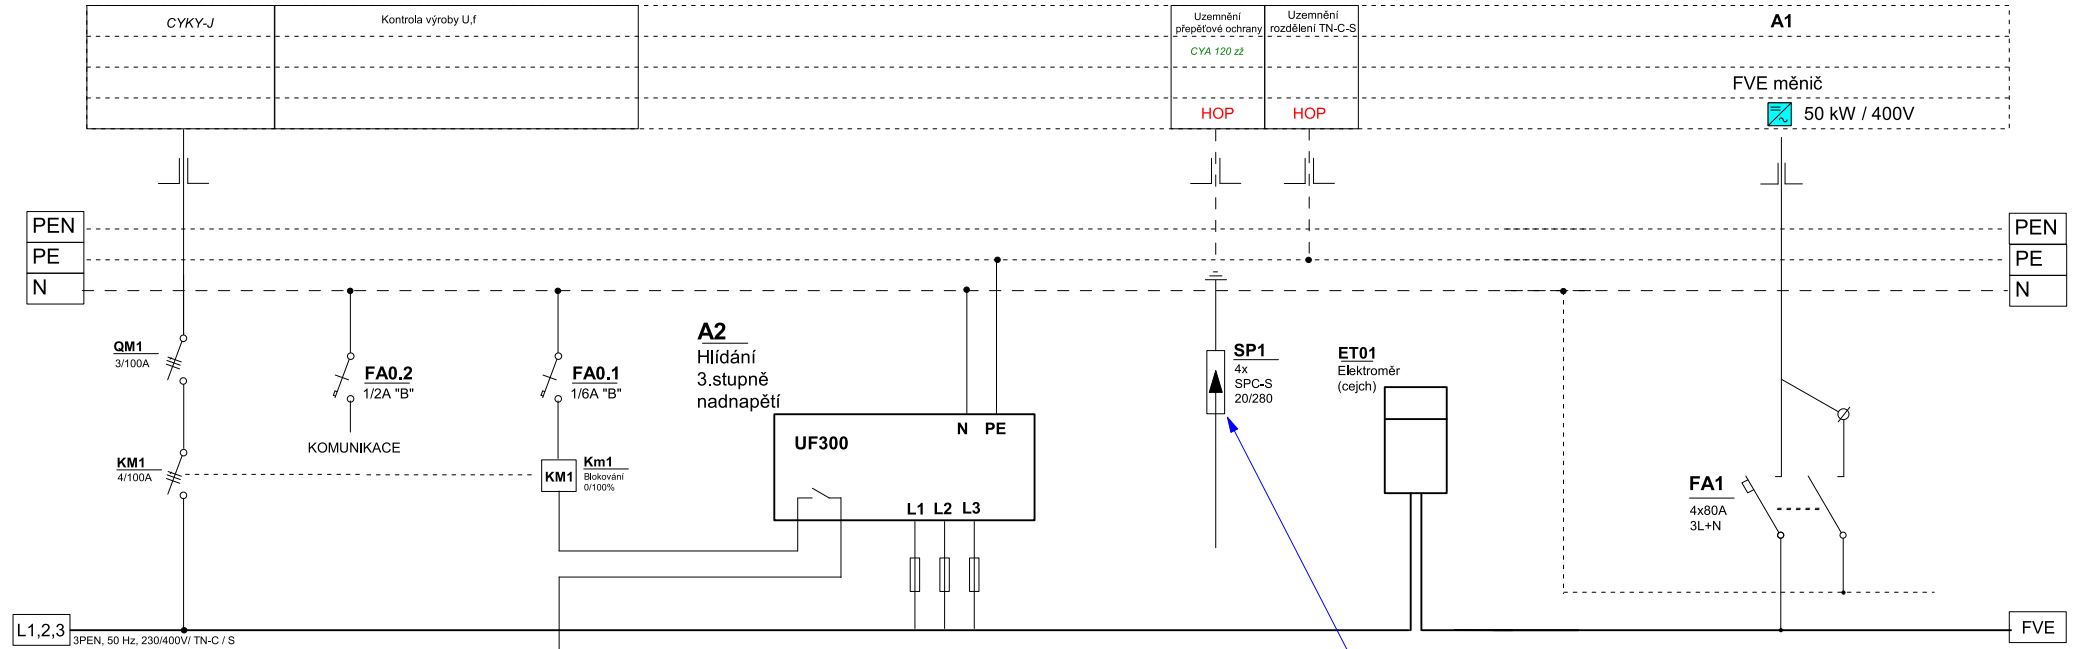 CYKY-J
Kontrola výroby U,f
Uzemnění
přepěťové ochrany
CYA 120 zž
HOP
Uzemnění
rozdělení TN-C-S
HOP
A1
FVE měnič
50 kW / 400V
PEN
PE
N
PEN
PE
N
QM1
3/100A
FA0.2
1/2A "B"
KOMUNIKACE
FA0.1
1/6A "B"
A2
Hlídání
3.stupně
nadnapětí
SP1
4x
SPC-S
20/280
ET01
Elektroměr
(cejch)
KM1
4/100A
KM1
Km1
Blokování
0/100%
UF300
N PE
L1 L2 L3
FA1
4x80A
3L+N
L1,2,3
3PEN, 50 Hz, 230/400V/ TN-C / S
FVE